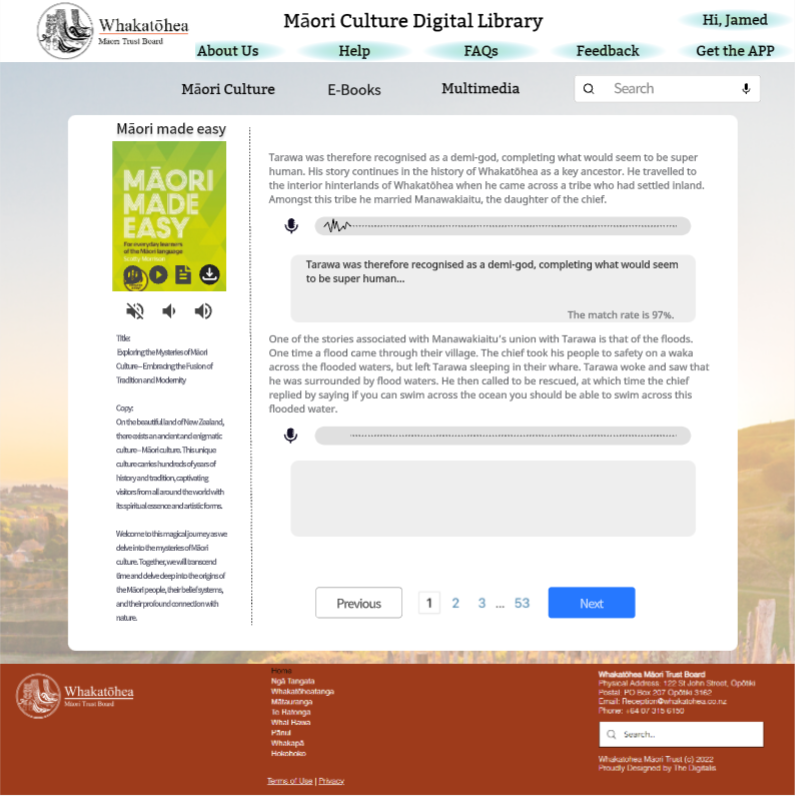 Whakatōhea
Māori Trust Board
Māori Culture Digital Library
Hi, Jamed
About Us
Help
FAQs
Feedback
Get the APP
Māori Culture
E-Books
Multimedia
Search
Māori made easy
MĀORI
MADE
EASY
For everyday learners
of the Māori language
Scotty Morrison
Title:
Exploring the Mysteries of Māori
Culture – Embracing the Fusion of
Tradition and Modernity
Copy:
On the beautiful land of New Zealand,
there exists an ancient and enigmatic
culture – Māori culture. This unique
culture carries hundreds of years of
history and tradition, captivating
visitors from all around the world with
its spiritual essence and artistic forms.
Welcome to this magical journey as we
delve into the mysteries of Māori
culture. Together, we will transcend
time and delve deep into the origins of
the Māori people, their belief systems,
and their profound connection with
nature.
Tarawa was therefore recognised as a demi-god, completing what would seem to be super
human. His story continues in the history of Whakatōhea as a key ancestor. He travelled to
the interior hinterlands of Whakatōhea when he came across a tribe who had settled inland.
Amongst this tribe he married Manawakiaitu, the daughter of the chief.
Tarawa was therefore recognised as a demi-god, completing what would seem
to be super human...
The match rate is 97%.
One of the stories associated with Manawakiaitu's union with Tarawa is that of the floods.
One time a flood came through their village. The chief took his people to safety on a waka
across the flooded waters, but left Tarawa sleeping in their whare. Tarawa woke and saw that
he was surrounded by flood waters. He then called to be rescued, at which time the chief
replied by saying if you can swim across the ocean you should be able to swim across this
flooded water.
Previous
1 2 3 ... 53
Next
Whakatōhea
Māori Trust Board
Home
Ngā Tangata
Whakatōheatanga
Mātauranga
Te Hatonga
Whai Rawa
Pānui
Whakapā
Hokohoko
Terms of Use | Privacy
Whakatōhea Māori Trust Board
Physical Address: 122 St John Street, Ōpōtiki
Postal: PO Box 207 Ōpōtiki 3162
Email: Reception@whakatohea.co.nz
Phone: +64 07 315 6150
Search...
Whakatōhea Māori Trust (c) 2022
Proudly Designed by The Digitalis